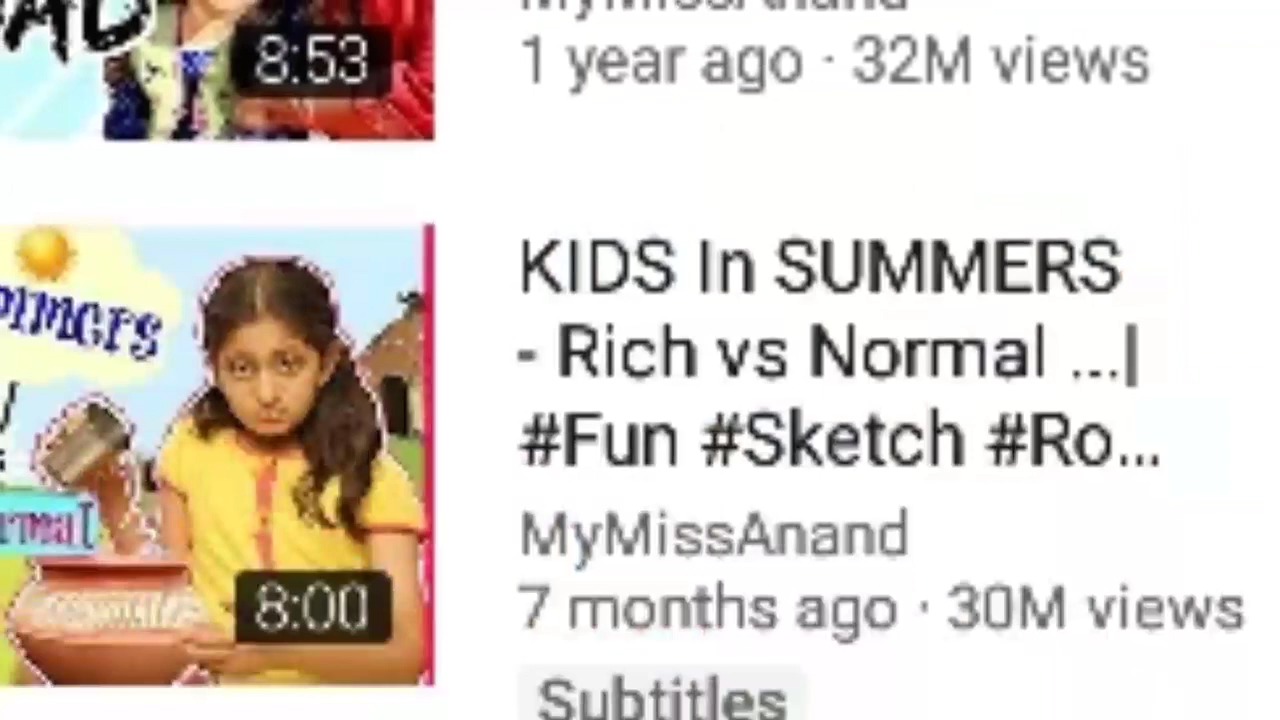 8:53
MyMissAnand
1 year ago · 32M views
KIDS In SUMMERS
- Rich vs Normal ...|
#Fun #Sketch #Ro...
MyMissAnand
7 months ago · 30M views
8:00
Subtitles